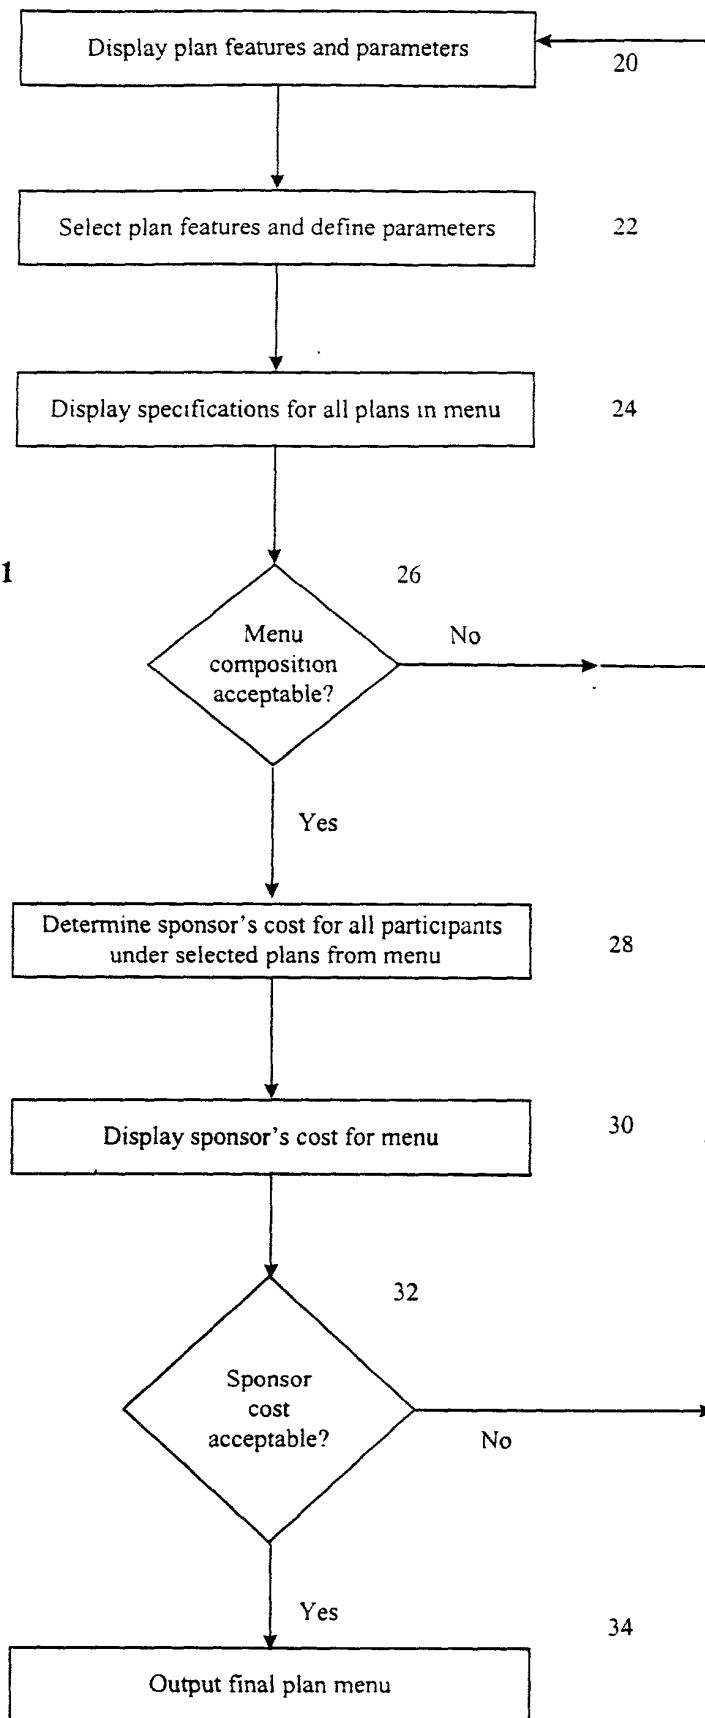 Display plan features and parameters
20
Select plan features and define parameters
22
Display specifications for all plans in menu
24
1
26
Menu
composition
acceptable?
No
Yes
Determine sponsor's cost for all participants
under selected plans from menu
28
Display sponsor's cost for menu
30
32
Sponsor
cost
acceptable?
No
Yes
34
Output final plan menu